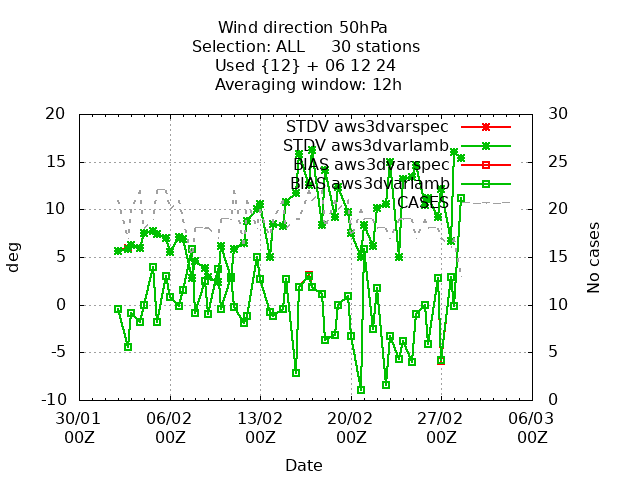 Wind direction 50hPa
Selection: ALL 30 stations
Used {12} + 06 12 24
Averaging window: 12h
20
15
10
5
0
-5
-10
deg
30
25
20
15
10
5
0
No cases
STDV aws3dvarspec
STDV aws3dvarlamb
BIAS aws3dvarspec
BIAS aws3dvarlamb
CASES
30/01 06/02 13/02 20/02 27/02 06/03
00Z 00Z 00Z 00Z 00Z 00Z
Date